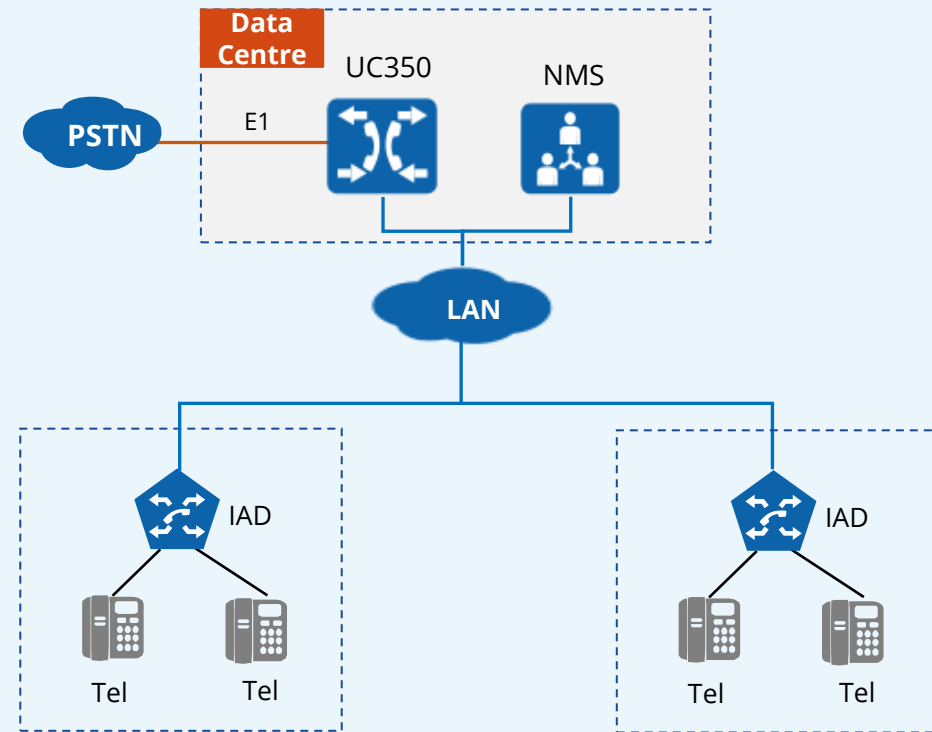 Data
Centre
UC350
NMS
PSTN
E1
LAN
IAD
IAD
Tel
Tel
Tel
Tel